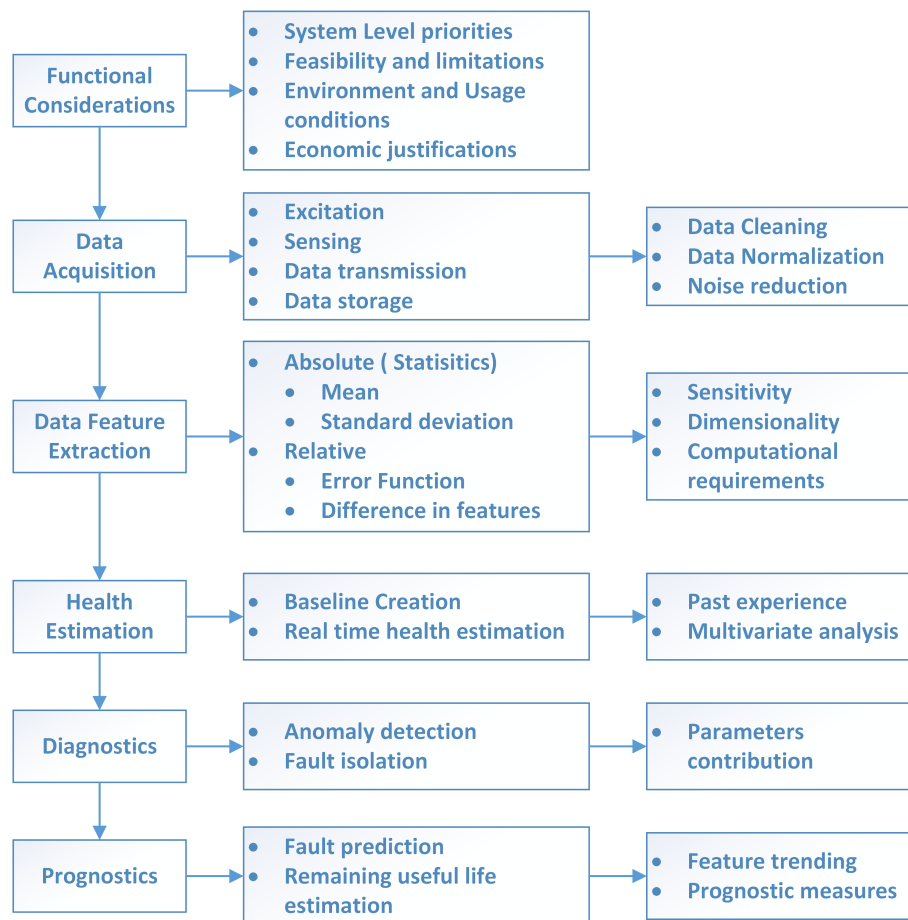 Functional
Considerations
• System Level priorities
• Feasibility and limitations
• Environment and Usage
conditions
• Economic justifications
Data
Acquisition
• Excitation
• Sensing
• Data transmission
• Data storage
• Data Cleaning
• Data Normalization
• Noise reduction
Data Feature
Extraction
• Absolute ( Statisitics)
• Mean
• Standard deviation
• Relative
• Error Function
• Difference in features
• Sensitivity
• Dimensionality
• Computational
requirements
Health
Estimation
• Baseline Creation
• Real time health estimation
• Past experience
• Multivariate analysis
Diagnostics
• Anomaly detection
• Fault isolation
• Parameters
contribution
Prognostics
• Fault prediction
• Remaining useful life
estimation
• Feature trending
• Prognostic measures